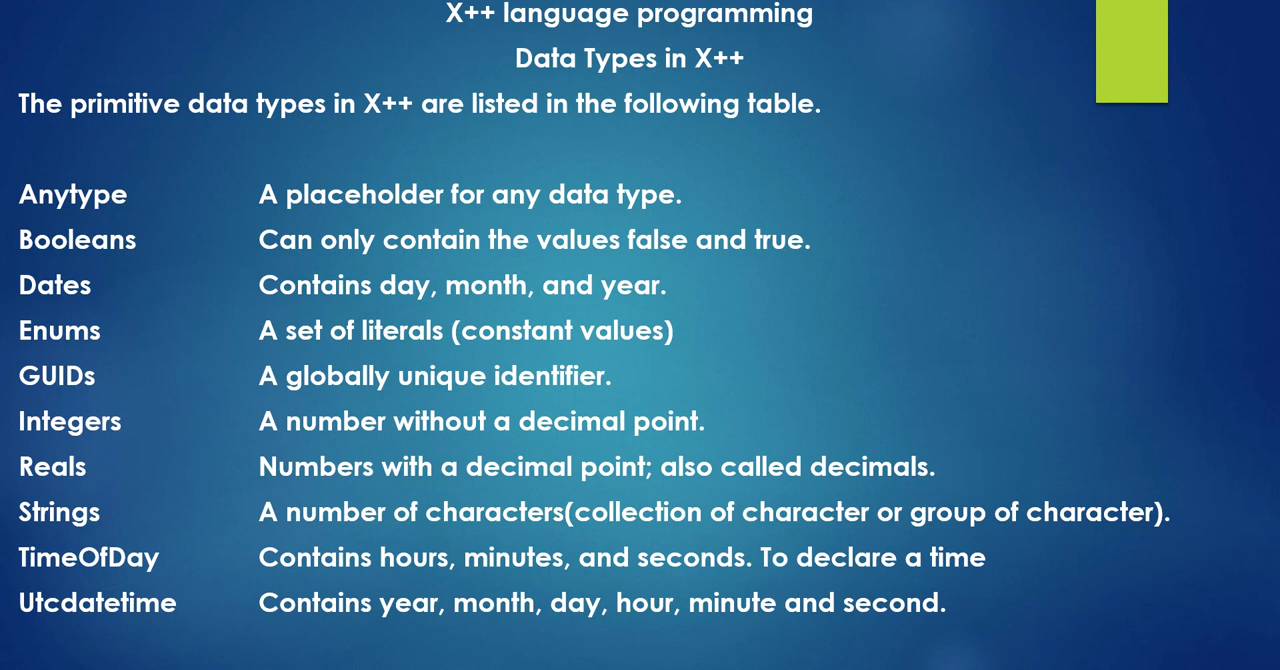 X++ language programming
Data Types in X++
The primitive data types in X++ are listed in the following table.
Anytype A placeholder for any data type.
Booleans Can only contain the values false and true.
Dates Contains day, month, and year.
Enums A set of literals (constant values)
GUIDs A globally unique identifier.
Integers A number without a decimal point.
Reals Numbers with a decimal point; also called decimals.
Strings A number of characters(collection of character or group of character).
TimeOfDay Contains hours, minutes, and seconds. To declare a time
Utcdatetime Contains year, month, day, hour, minute and second.